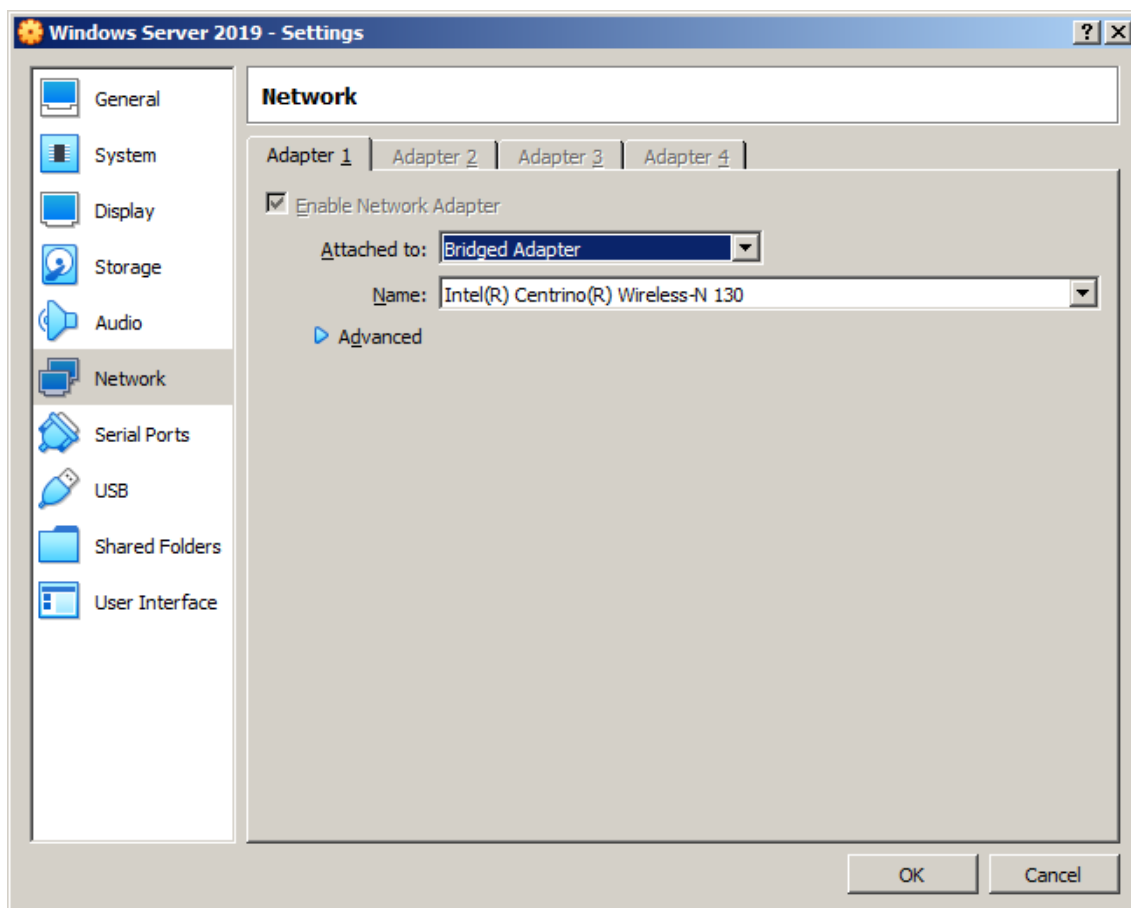 Windows Server 2019 - Settings
General
System
Display
Storage
Audio
Network
Serial Ports
USB
Shared Folders
User Interface
Network
Adapter 1 Adapter 2 Adapter 3 Adapter 4
Enable Network Adapter
Attached to: Bridged Adapter
Name: Intel(R) Centrino(R) Wireless-N 130
Advanced
OK Cancel